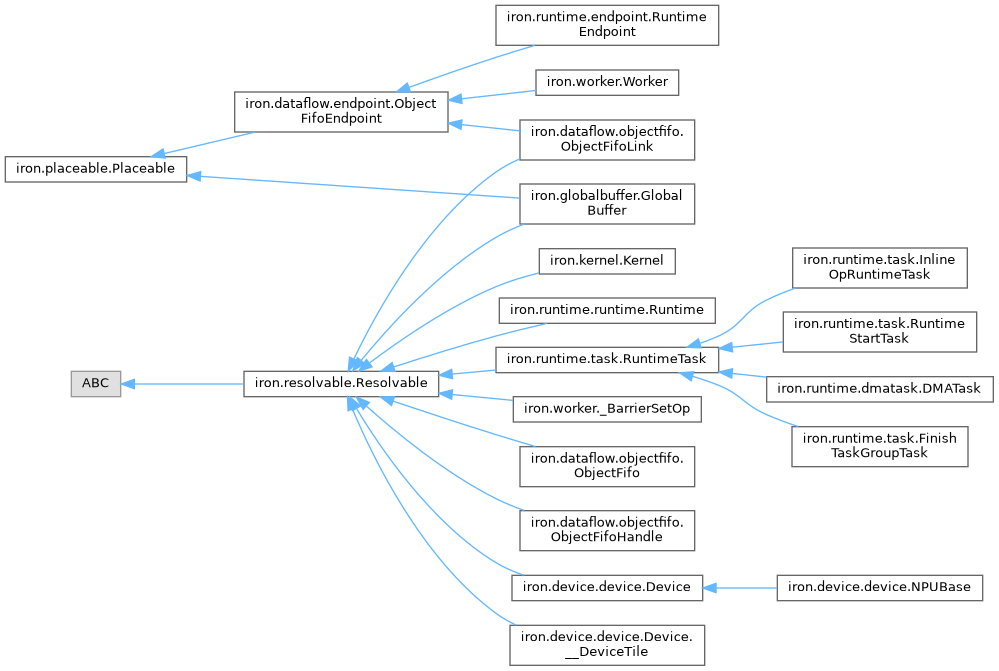 iron.runtime.endpoint.Runtime
Endpoint
iron.worker.Worker
iron.dataflow.endpoint.Object
FifoEndpoint
iron.dataflow.objectfifo.
ObjectFifoLink
iron.placeable.Placeable
iron.globalbuffer.Global
Buffer
iron.kernel.Kernel
iron.runtime.task.Inline
OpRuntimeTask
iron.runtime.runtime.Runtime
iron.runtime.task.Runtime
StartTask
iron.runtime.task.RuntimeTask
ABC
iron.resolvable.Resolvable
iron.runtime.dmatask.DMATask
iron.worker._BarrierSetOp
iron.runtime.task.Finish
TaskGroupTask
iron.dataflow.objectfifo.
ObjectFifo
iron.dataflow.objectfifo.
ObjectFifoHandle
iron.device.device.Device
iron.device.device.NPUBase
iron.device.device.Device.
__DeviceTile